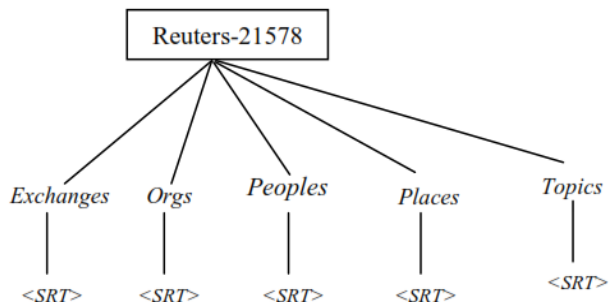 Reuters-21578
Exchanges Orgs Peoples Places Topics
<SRT> <SRT> <SRT> <SRT> <SRT>